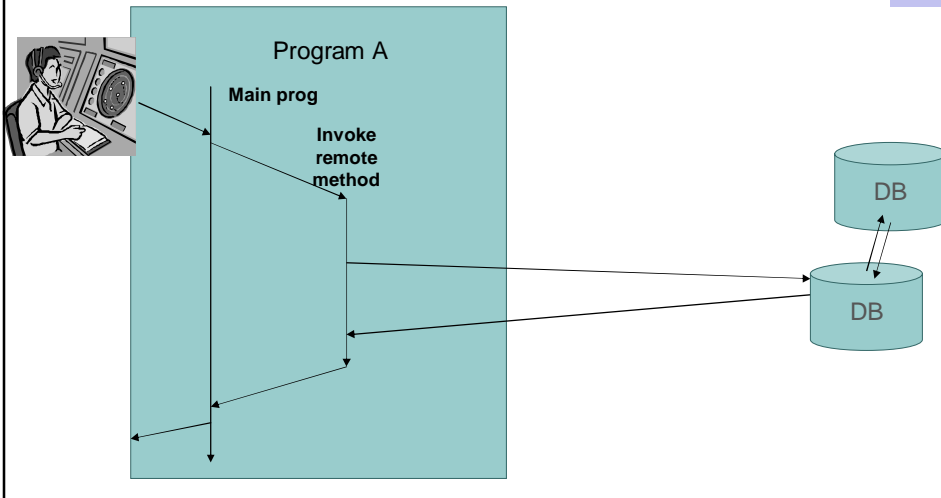 Program A
Main prog
Invoke
remote
method
DB
DB